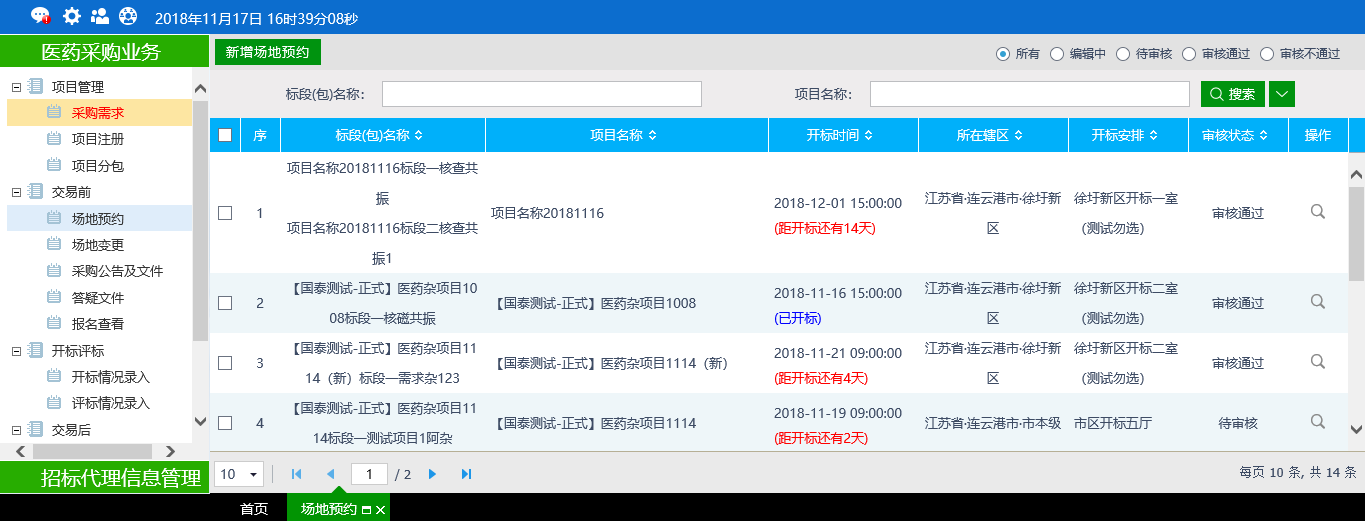 2018年11月17日 16时39分08秒
医药采购业务
项目管理
采购需求
项目注册
项目分包
交易前
场地预约
场地变更
采购公告及文件
答疑文件
报名查看
开标评标
开标情况录入
评标情况录入
交易后
招标代理信息管理
新增场地预约
所有 编辑中 待审核 审核通过 审核不通过
标段(包)名称： 项目名称： 搜索
序 标段(包)名称 项目名称 开标时间 所在辖区 开标安排 审核状态 操作
1
项目名称20181116标段一核查共
振
项目名称20181116标段二核查共
振1
项目名称20181116
2018-12-01 15:00:00
(距开标还有14天)
江苏省·连云港市·徐圩新
区
徐圩新区开标一室
(测试勿选)
审核通过
2
【国泰测试-正式】医药杂项目10
08标段一核磁共振
【国泰测试-正式】医药杂项目1008
2018-11-16 15:00:00
(已开标)
江苏省·连云港市·徐圩新
区
徐圩新区开标二室
(测试勿选)
审核通过
3
【国泰测试-正式】医药杂项目11
14（新）标段一需求杂123
【国泰测试-正式】医药杂项目1114（新）
2018-11-21 09:00:00
(距开标还有4天)
江苏省·连云港市·徐圩新
区
徐圩新区开标二室
(测试勿选)
审核通过
4
【国泰测试-正式】医药杂项目11
14标段一测试项目1阿杂
【国泰测试-正式】医药杂项目1114
2018-11-19 09:00:00
(距开标还有2天)
江苏省·连云港市·市本级
市区开标五厅
待审核
10 1 / 2 每页 10 条, 共 14 条
首页 场地预约